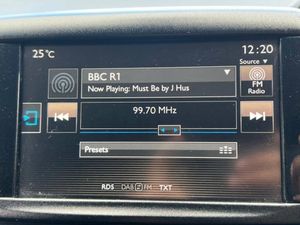 25°C
12:20
Source ▼
BBC R1
Now Playing: Must Be by J Hus
FM
Radio
99.70 MHz
Presets
RDS DAB FM TXT